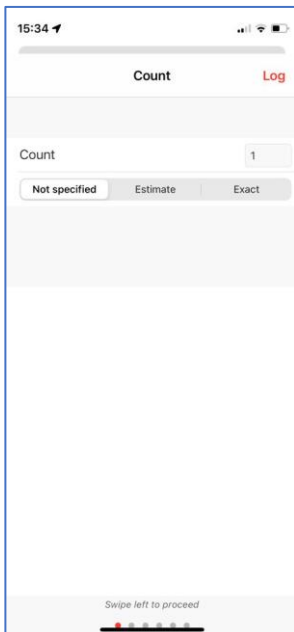 15:34
Count Log
Count 1
Not specified Estimate Exact
Swipe left to proceed